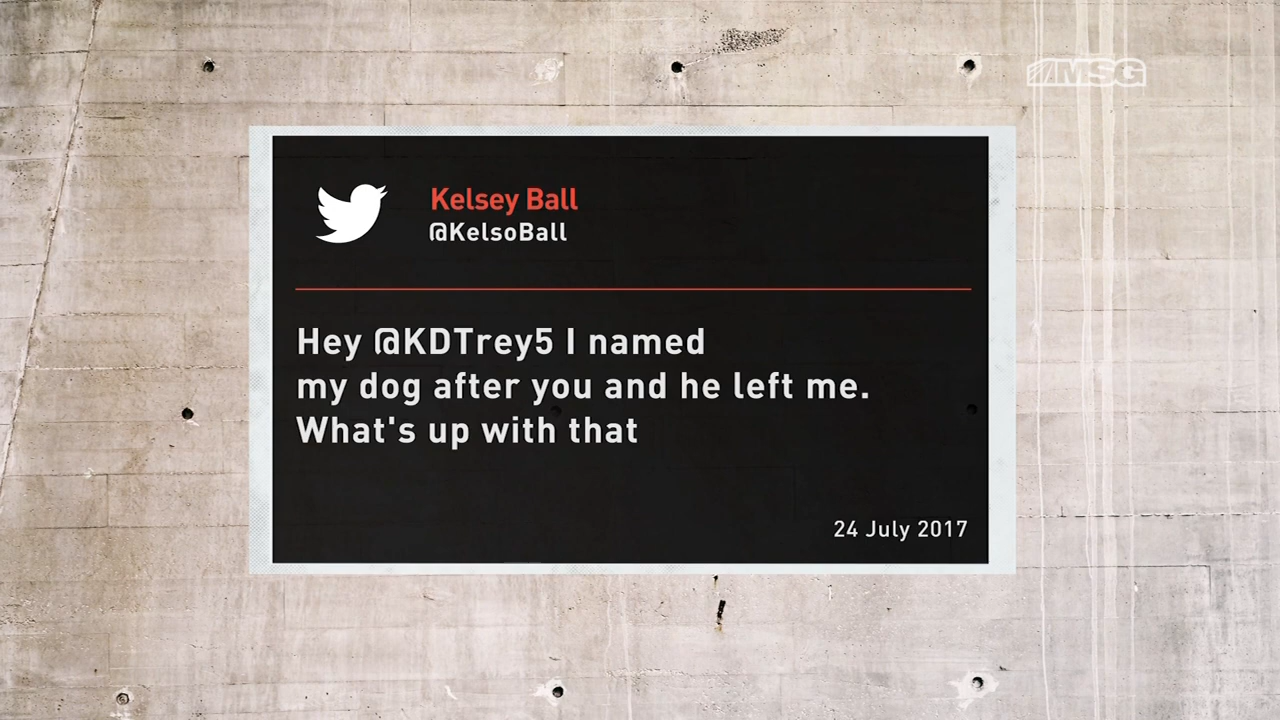 MSG
Kelsey Ball
@KelsoBall
Hey @KDTrey5 I named
my dog after you and he left me.
What's up with that
24 July 2017